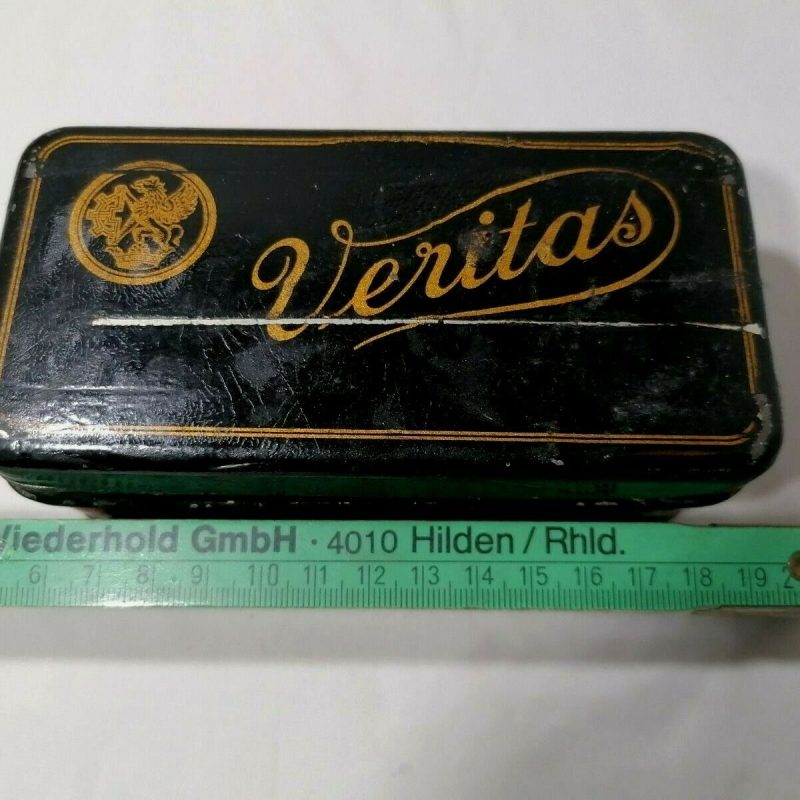 Veritas
Wiederhold GmbH · 4010 Hilden / Rhld.
6 7 8 9 10 11 12 13 14 15 16 17 18 19 2